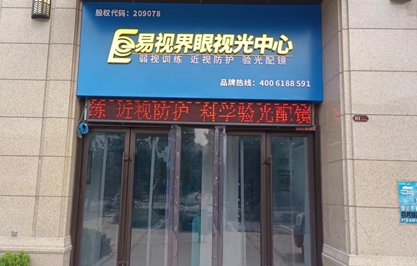 股权代码：209078
易视界眼视光中心
弱视训练 近视防护 验光配镜
品牌热线：400 6188 591
练 近视防护 科学验光配镜